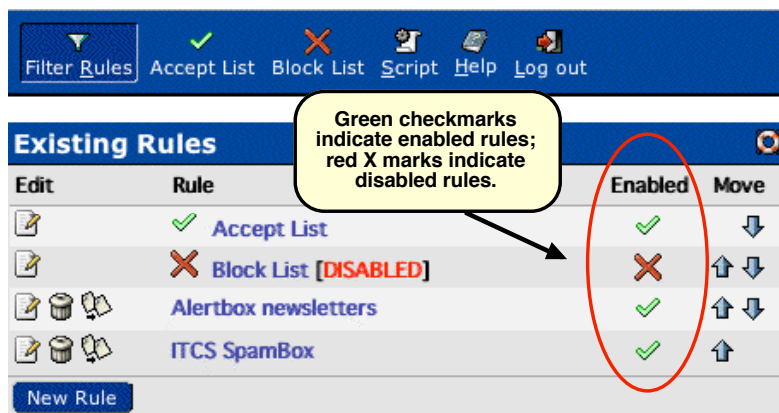 Filter Rules Accept List Block List Script Help Log out
Green checkmarks
indicate enabled rules;
red X marks indicate
disabled rules.
Existing Rules
Edit Rule Enabled Move
Accept List
Block List [DISABLED]
Alertbox newsletters
ITCS SpamBox
New Rule